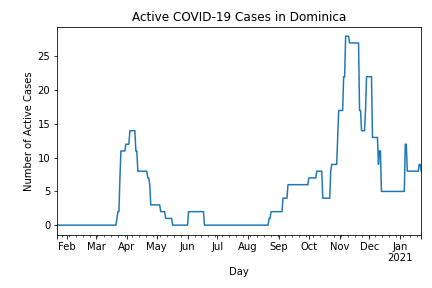 Active COVID-19 Cases in Dominica
Number of Active Cases
25
20
15
10
5
0
Feb Mar Apr May Jun Jul Aug Sep Oct Nov Dec Jan
2021
Day